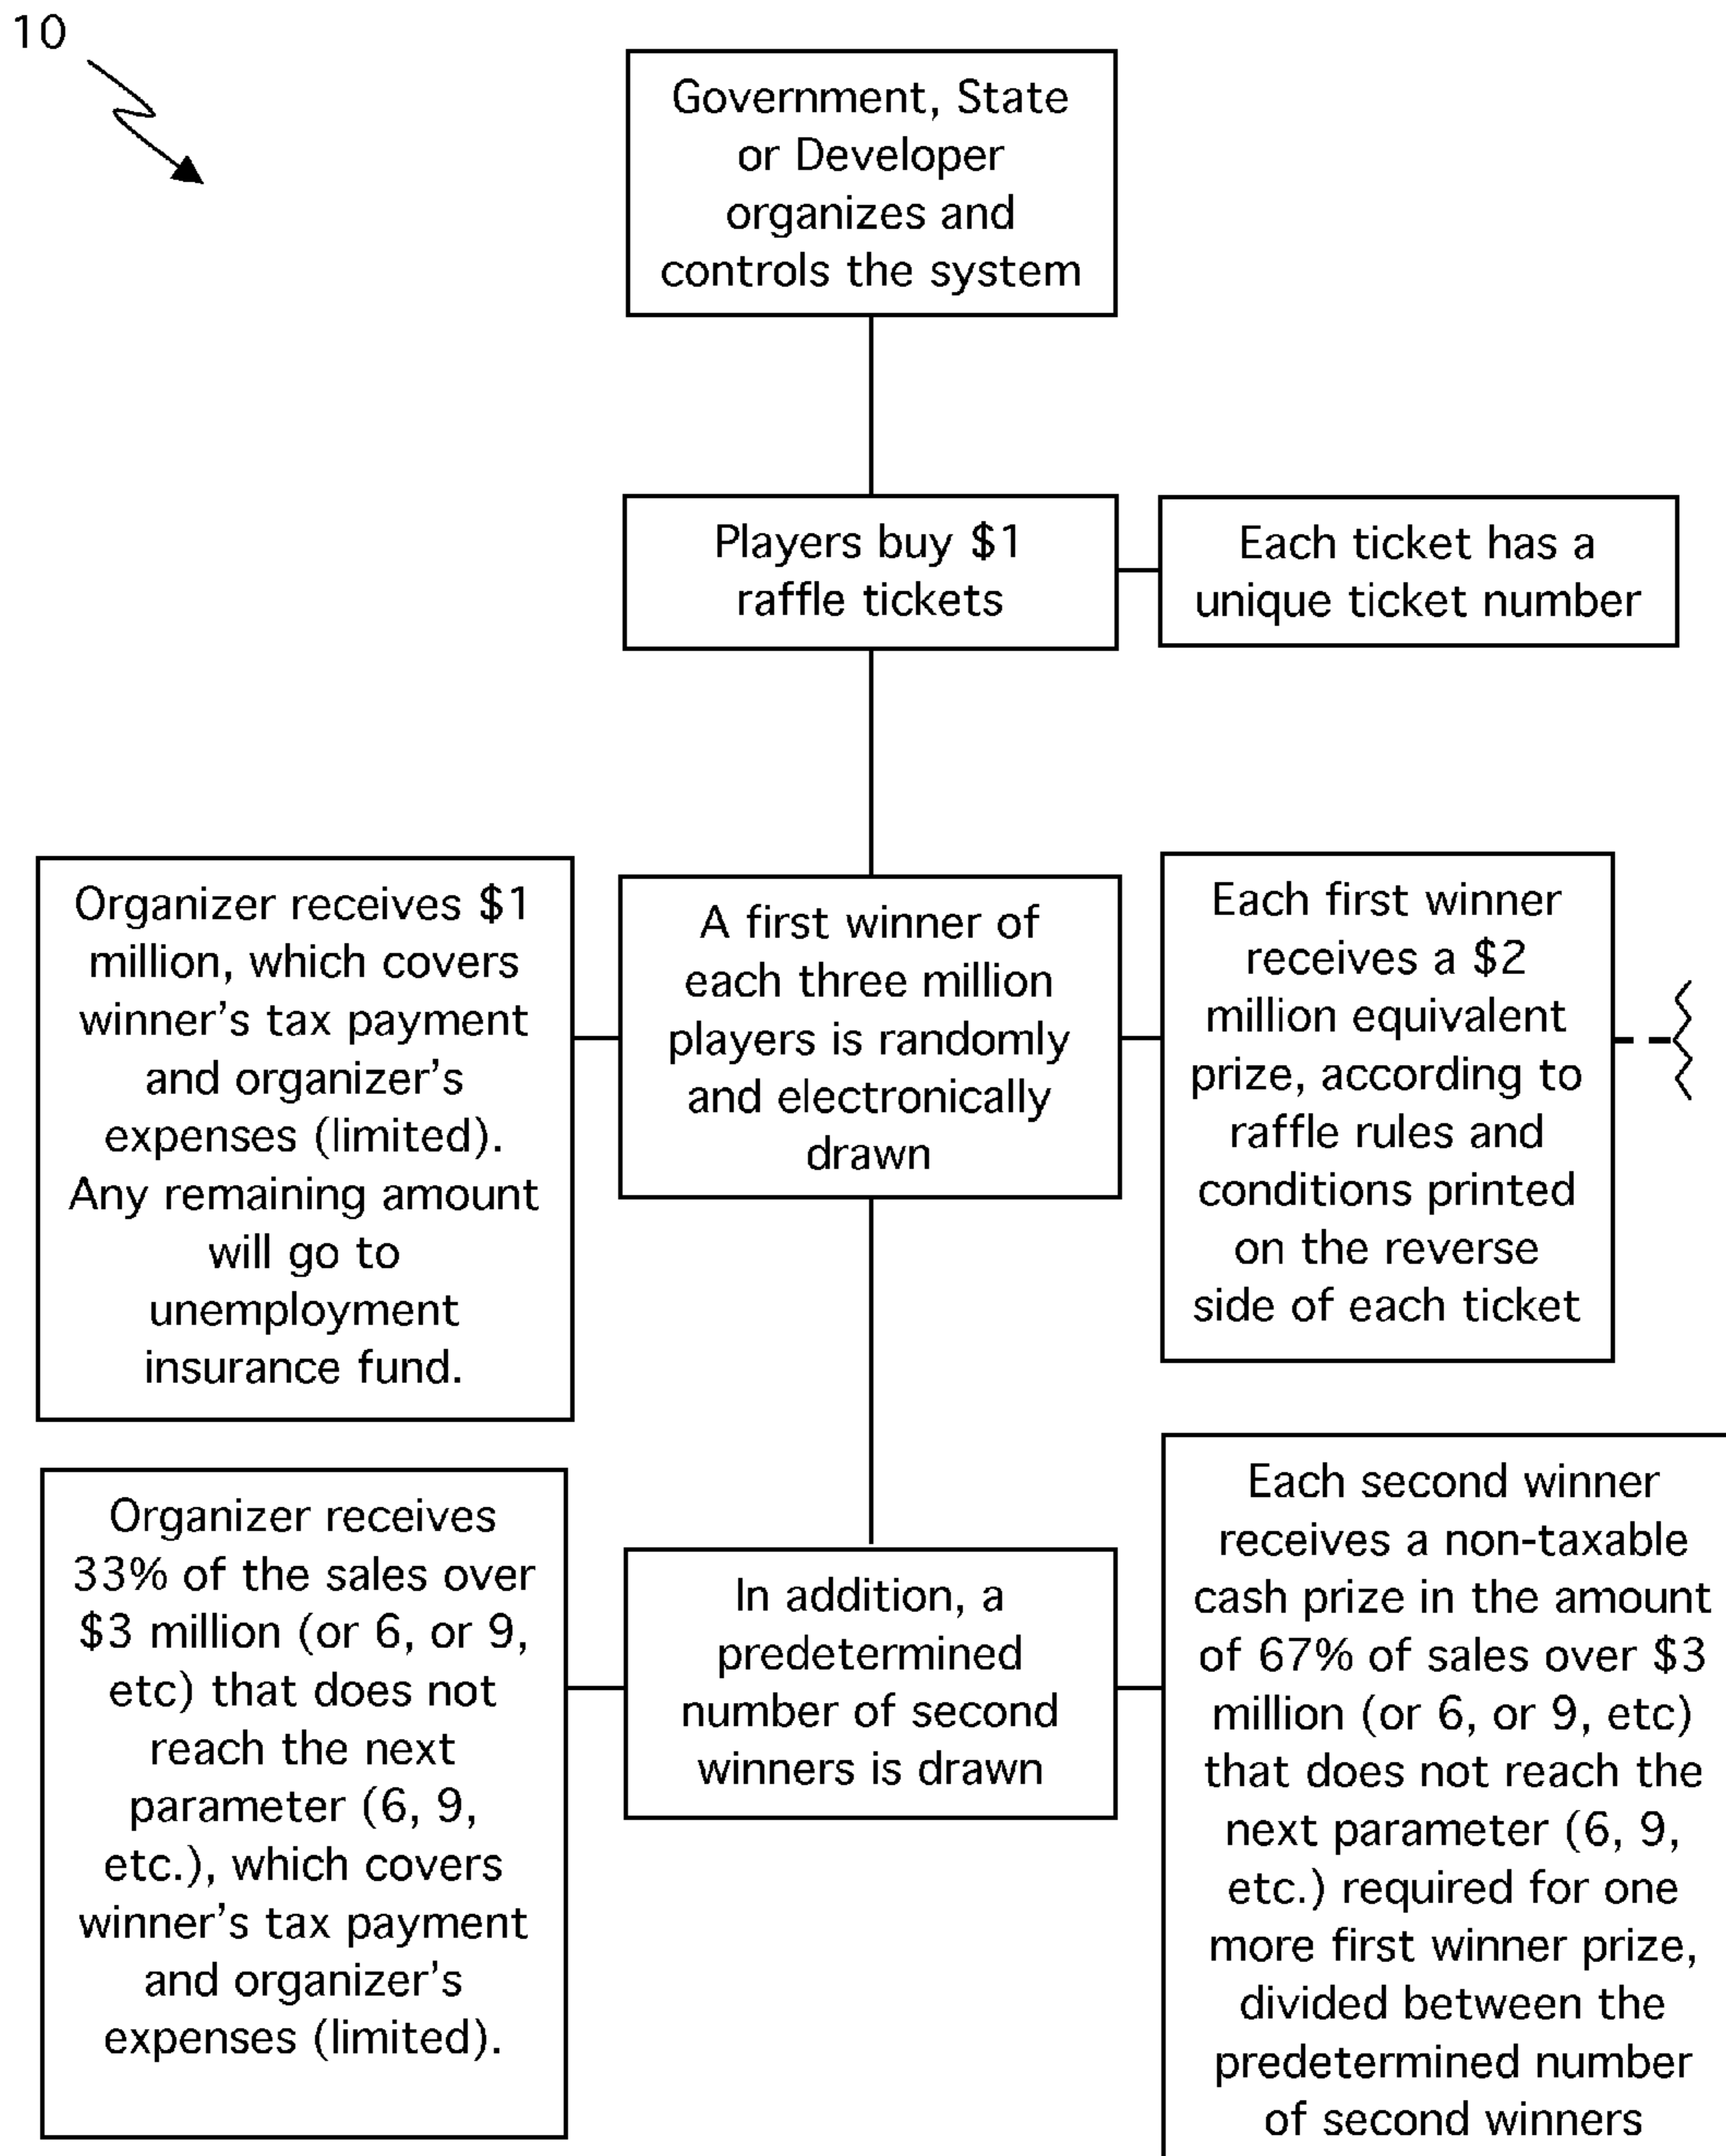 10
Government, State
or Developer
organizes and
controls the system
Players buy $1
raffle tickets
Each ticket has a
unique ticket number
Organizer receives $1
million, which covers
winner's tax payment
and organizer's
expenses (limited).
Any remaining amount
will go to
unemployment
insurance fund.
A first winner of
each three million
players is randomly
and electronically
drawn
Each first winner
receives a $2
million equivalent
prize, according to
raffle rules and
conditions printed
on the reverse
side of each ticket
Organizer receives
33% of the sales over
$3 million (or 6, or 9,
etc) that does not
reach the next
parameter (6, 9,
etc.), which covers
winner's tax payment
and organizer's
expenses (limited).
In addition, a
predetermined
number of second
winners is drawn
Each second winner
receives a non-taxable
cash prize in the amount
of 67% of sales over $3
million (or 6, or 9, etc)
that does not reach the
next parameter (6, 9,
etc.) required for one
more first winner prize,
divided between the
predetermined number
of second winners